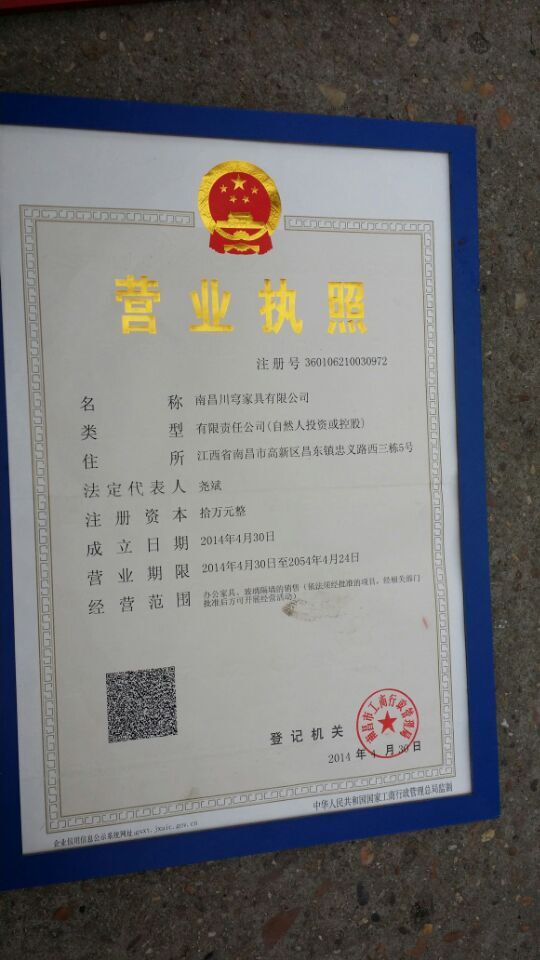 营业执照
注册号 360106210030972
名称 南昌川穹家具有限公司
类型 有限责任公司(自然人投资或控股)
住所 江西省南昌市高新区昌东镇忠义路西三栋5号
法定代表人 尧斌
注册资本 拾万元整
成立日期 2014年4月30日
营业期限 2014年4月30日至2054年4月24日
经营范围 办公家具、玻璃隔墙的销售(依法须经批准的项目,经相关部门
批准后方可开展经营活动)
南昌市工商行政管理局
登记机关
2014 年 4 月 30 日
中华人民共和国国家工商行政管理总局监制
企业信用信息公示系统网址:gsxt.jxaic.gov.cn